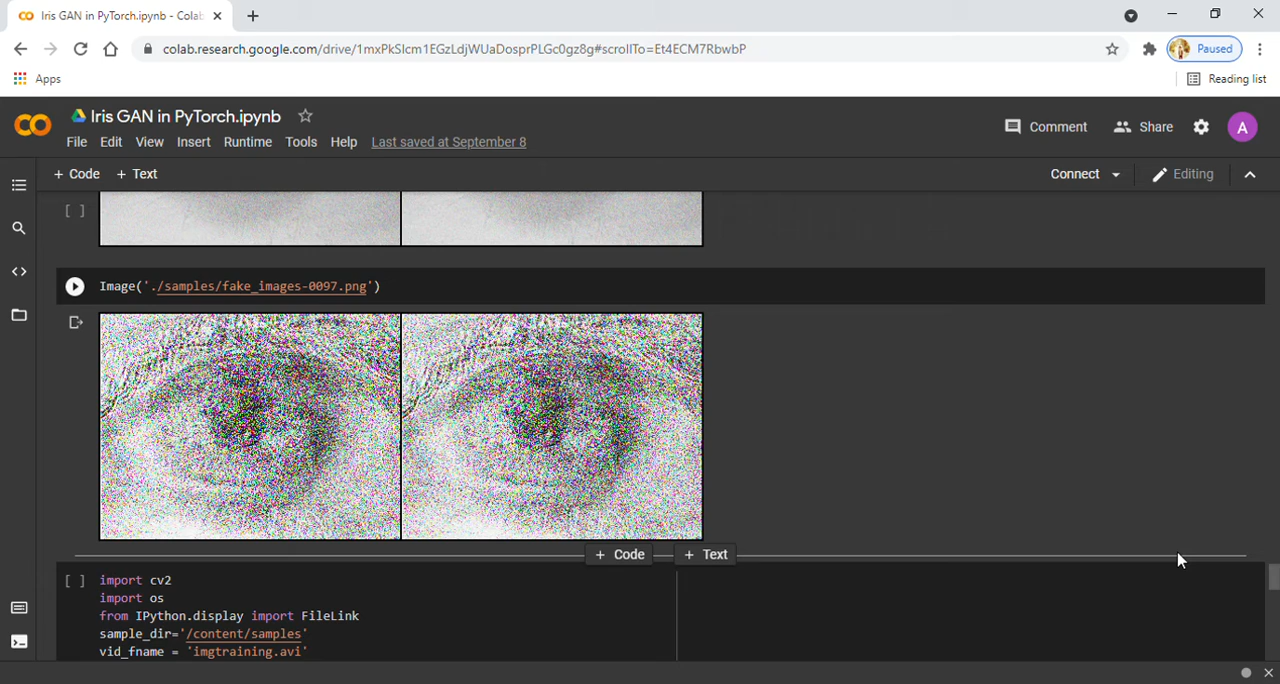 Iris GAN in PyTorch.ipynb - Colab
colab.research.google.com/drive/1mxPkSlcm1EGzLdjWUaDosprPLGc0gz8g#scrollTo=Et4ECM7RbwbP
Paused
Apps
Reading list
Iris GAN in PyTorch.ipynb
Comment
Share
A
File Edit View Insert Runtime Tools Help Last saved at September 8
+ Code + Text
Connect
Editing
[ ]
Image('./samples/fake_images-0097.png')
+ Code + Text
[ ] import cv2
import os
from IPython.display import FileLink
sample_dir='/content/samples'
vid_fname = 'imgtraining.avi'